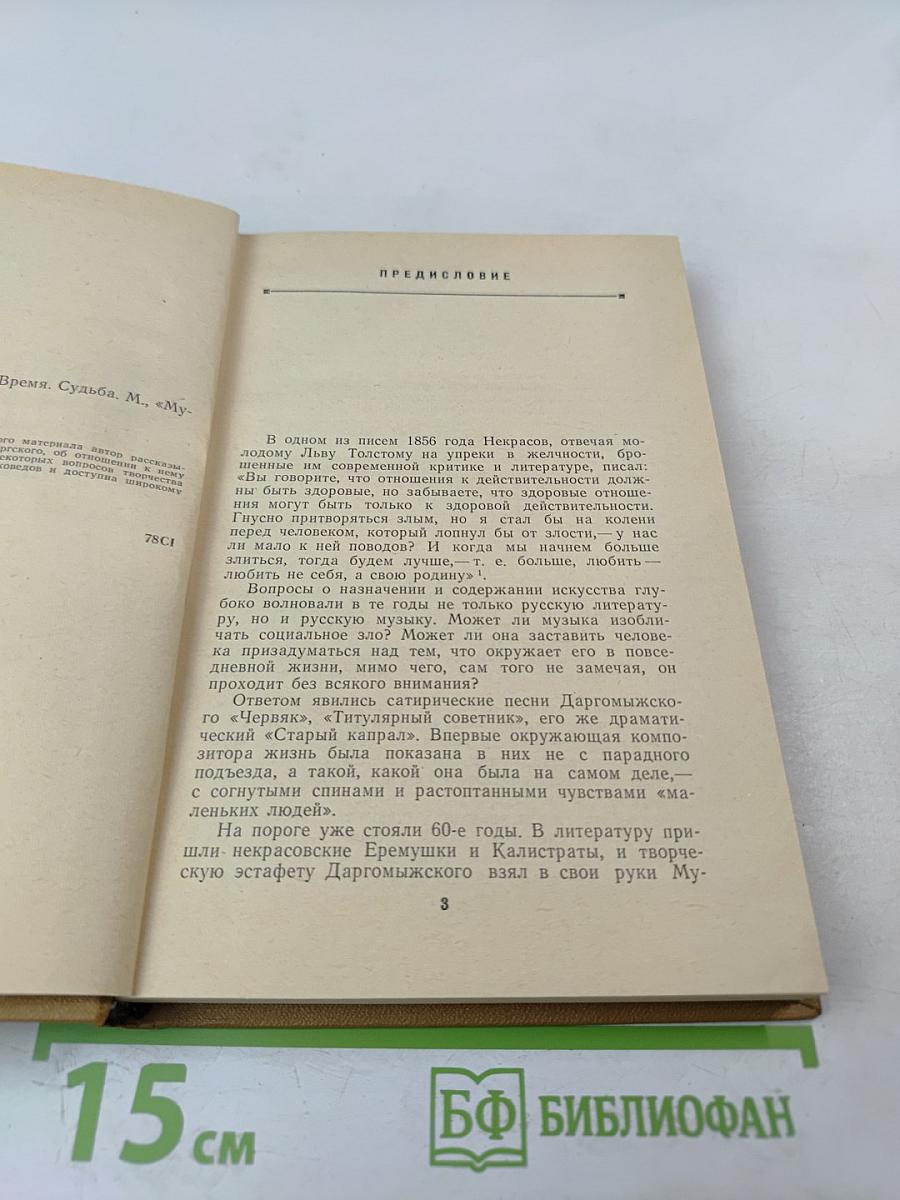 Время. Судьба. М., «Му-
ого материала автор рассказы-
ргского, об отношении к нему
некоторых вопросов творчества
коведов и доступна широкому
78СI
ПРЕДИСЛОВИЕ
В одном из писем 1856 года Некрасов, отвечая мо-
лодому Льву Толстому на упреки в желчности, бро-
шенные им современной критике и литературе, писал:
«Вы говорите, что отношения к действительности долж-
ны быть здоровые, но забываете, что здоровые отноше-
ния могут быть только к здоровой действительности.
Гнусно притворяться злым, но я стал бы на колени
перед человеком, который лопнул бы от злости,— у нас
ли мало к ней поводов? И когда мы начнем больше
злиться, тогда будем лучше,— т. е. больше, любить —
любить не себя, а свою родину» ¹.
Вопросы о назначении и содержании искусства глу-
боко волновали в те годы не только русскую литерату-
ру, но и русскую музыку. Может ли музыка изобли-
чать социальное зло? Может ли она заставить челове-
ка призадуматься над тем, что окружает его в повсе-
дневной жизни, мимо чего, сам того не замечая, он
проходит без всякого внимания?
Ответом явились сатирические песни Даргомыжско-
го «Червяк», «Титулярный советник», его же драмати-
ческий «Старый капрал». Впервые окружающая компо-
зитора жизнь была показана в них не с парадного
подъезда, а такой, какой она была на самом деле,—
с согнутыми спинами и растоптанными чувствами «ма-
леньких людей».
На пороге уже стояли 60-е годы. В литературу при-
шли некрасовские Еремушки и Калистраты, и творче-
скую эстафету Даргомыжского взял в свои руки Му-
3
15 см
БФ БИБЛИОФАН